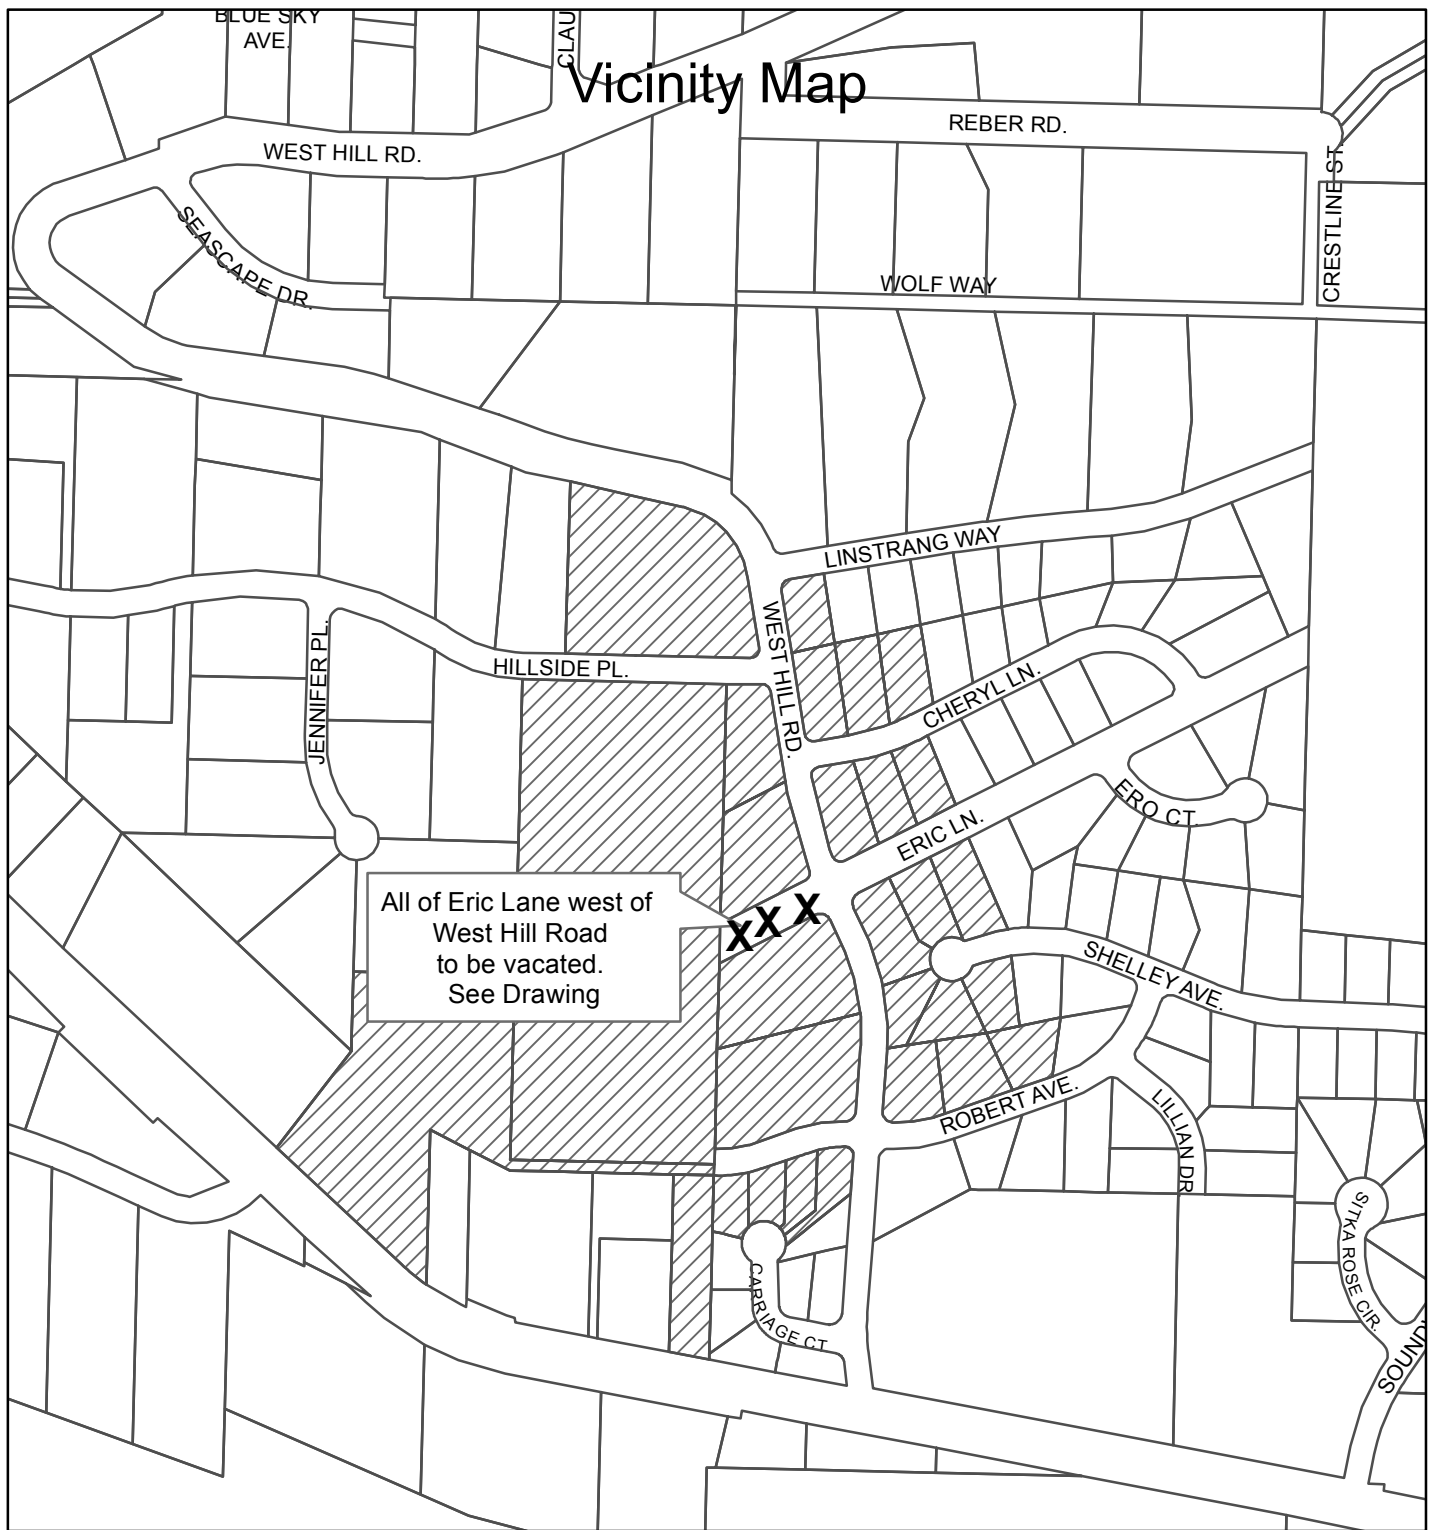 BLUE SKY
AVE.
CLAU
Vicinity Map
REBER RD.
WEST HILL RD.
CRESTLINE ST.
SEASCAPE DR.
WOLF WAY
LINSTRANG WAY
WEST HILL RD.
JENNIFER PL.
HILLSIDE PL.
CHERYL LN.
ERO CT.
ERIC LN.
All of Eric Lane west of
West Hill Road
to be vacated.
See Drawing
X X X
SHELLEY AVE.
ROBERT AVE.
LILLIAN DR
SITKA ROSE CIR.
CARRIAGE CT.
SOUND